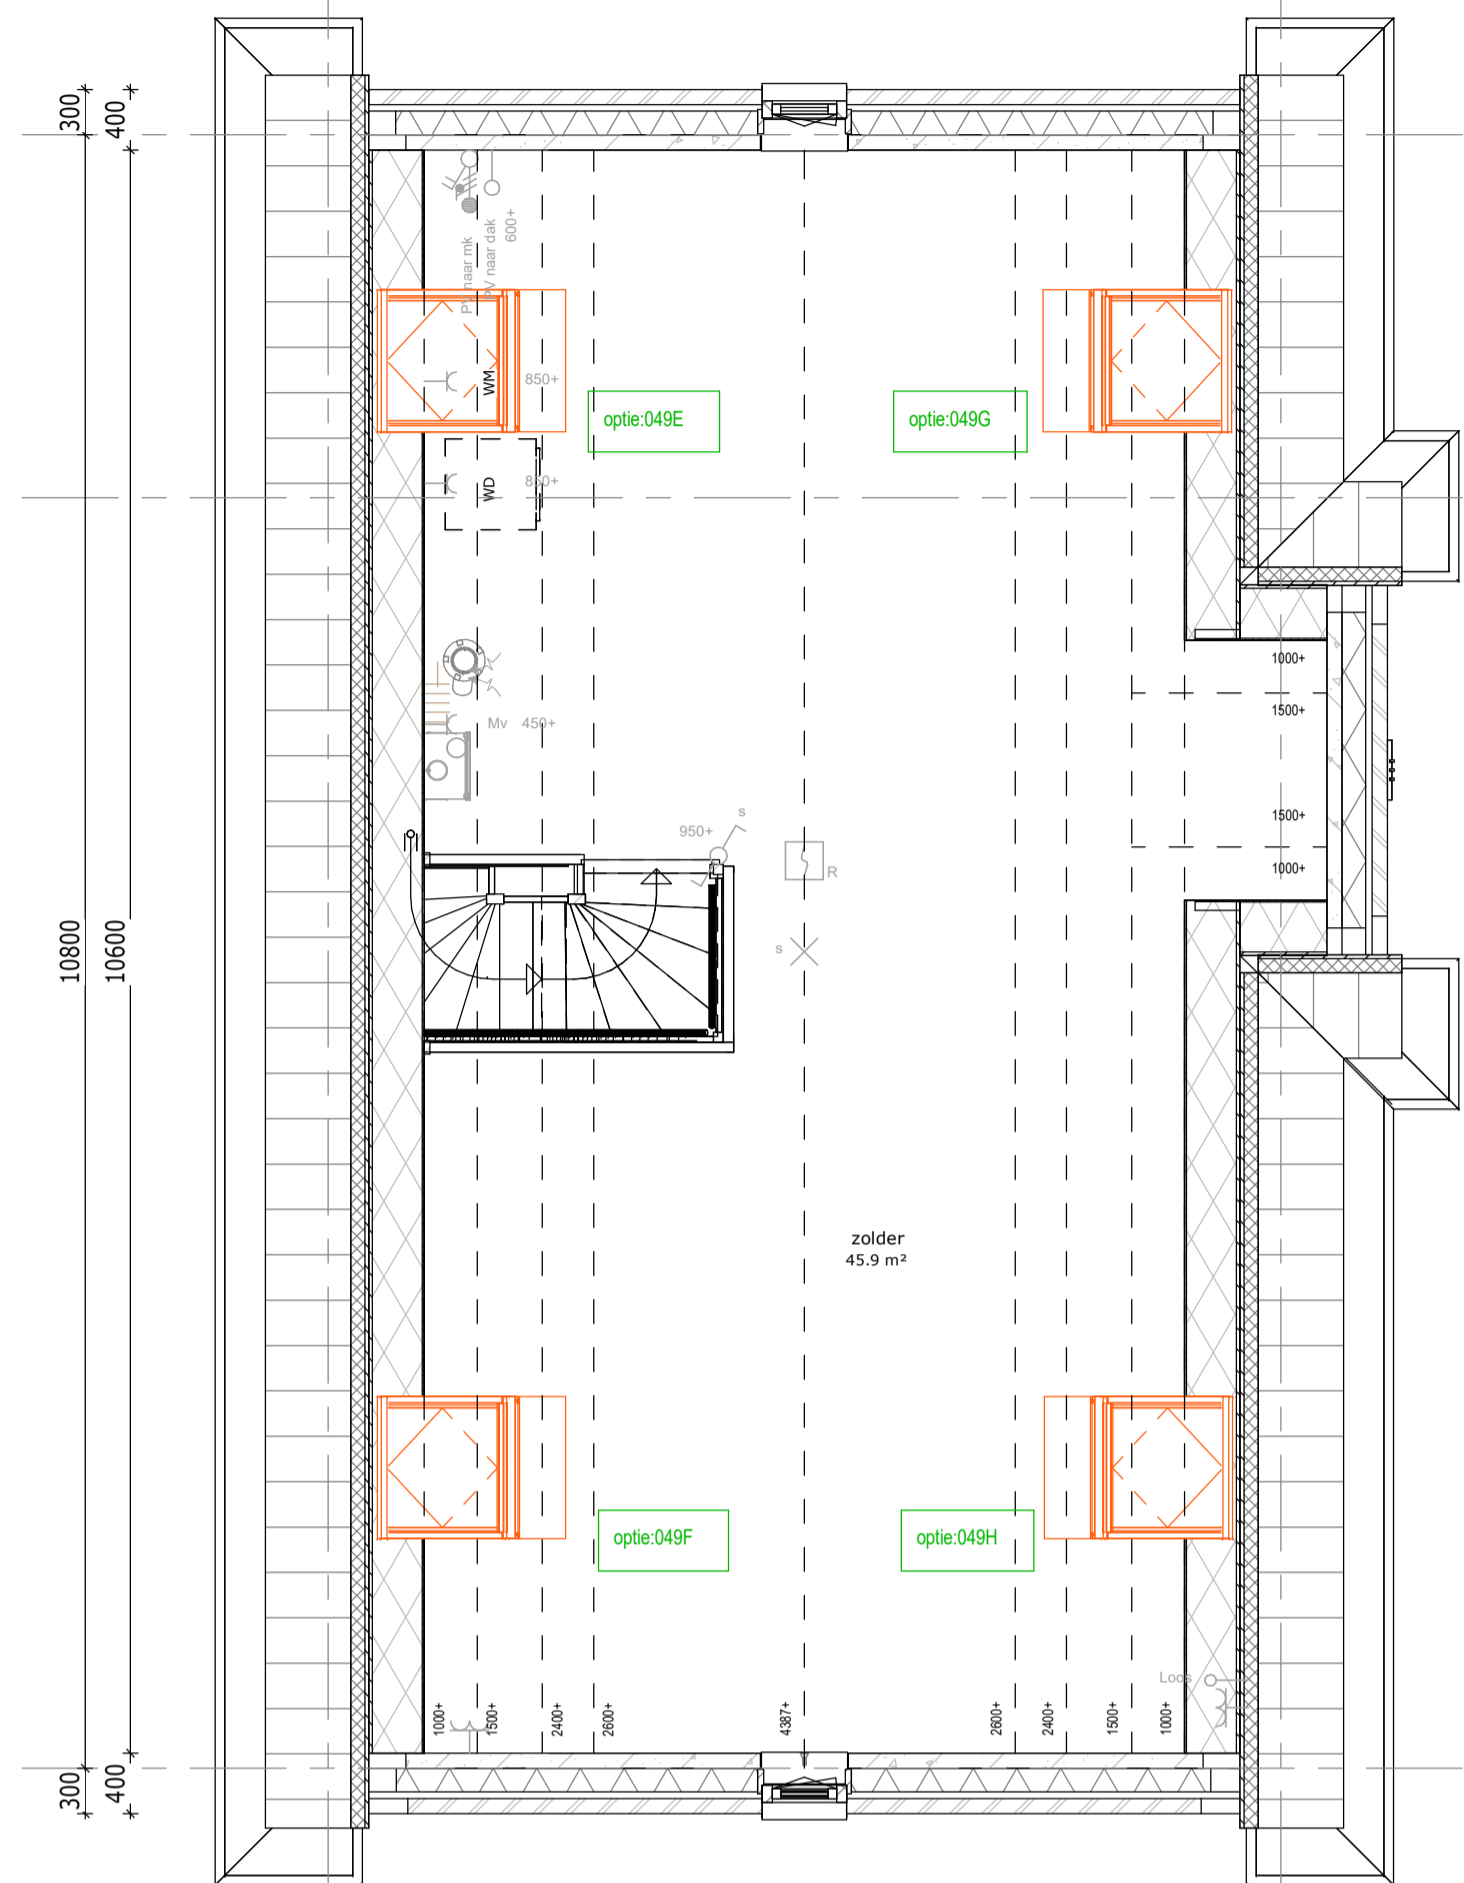 300
400
600+
PV naar mk
PV naar dak
WM
850+
optie:049E
optie:049G
WD
850+
1000+
1500+
Mv 450+
s
950+
R
1500+
1000+
10800
10600
s
zolder
45.9 m²
optie:049F
optie:049H
Loos
1000+
1500+
2400+
2600+
4387+
2600+
2400+
1500+
1000+
300
400